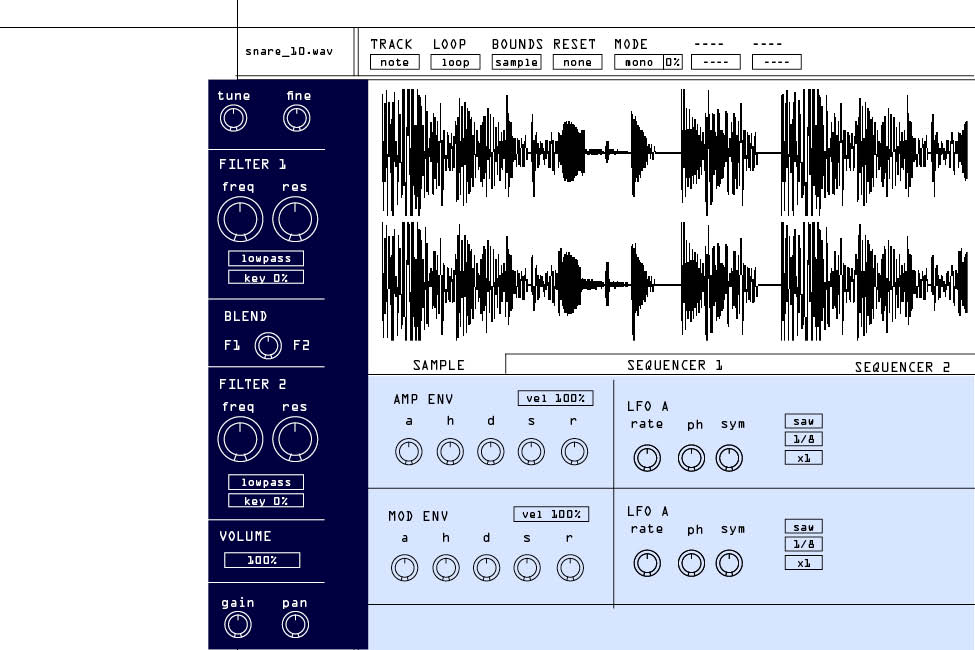 snare_10.wav
TRACK LOOP BOUNDS RESET MODE ---- ----
note loop sample none mono 0% ---- ----
tune fine
FILTER 1
freq res
lowpass
key 0%
BLEND
F1 F2
FILTER 2
freq res
lowpass
key 0%
VOLUME
100%
gain pan
SAMPLE SEQUENCER 1 SEQUENCER 2
AMP ENV vel 100%
a h d s r
LFO A
rate ph sym
saw
1/8
x1
MOD ENV vel 100%
a h d s r
LFO A
rate ph sym
saw
1/8
x1